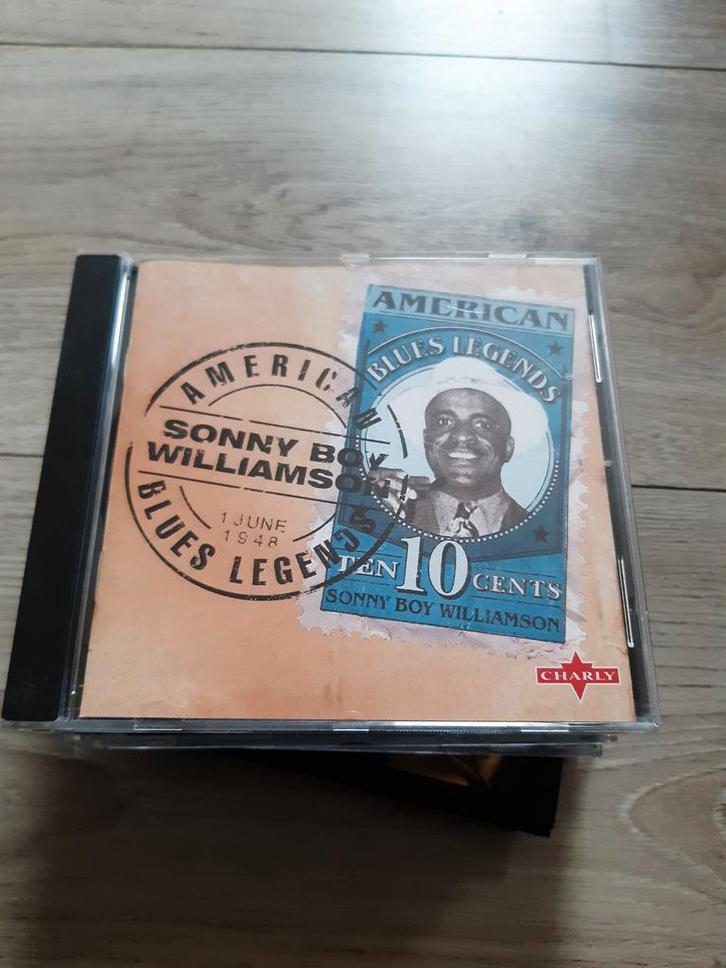 AMERICAN
SONNY BOY
WILLIAMSON
1 JUNE
1948
BLUES LEGENDS
AMERICAN
BLUES LEGENDS
TEN 10 CENTS
SONNY BOY WILLIAMSON
CHARLY